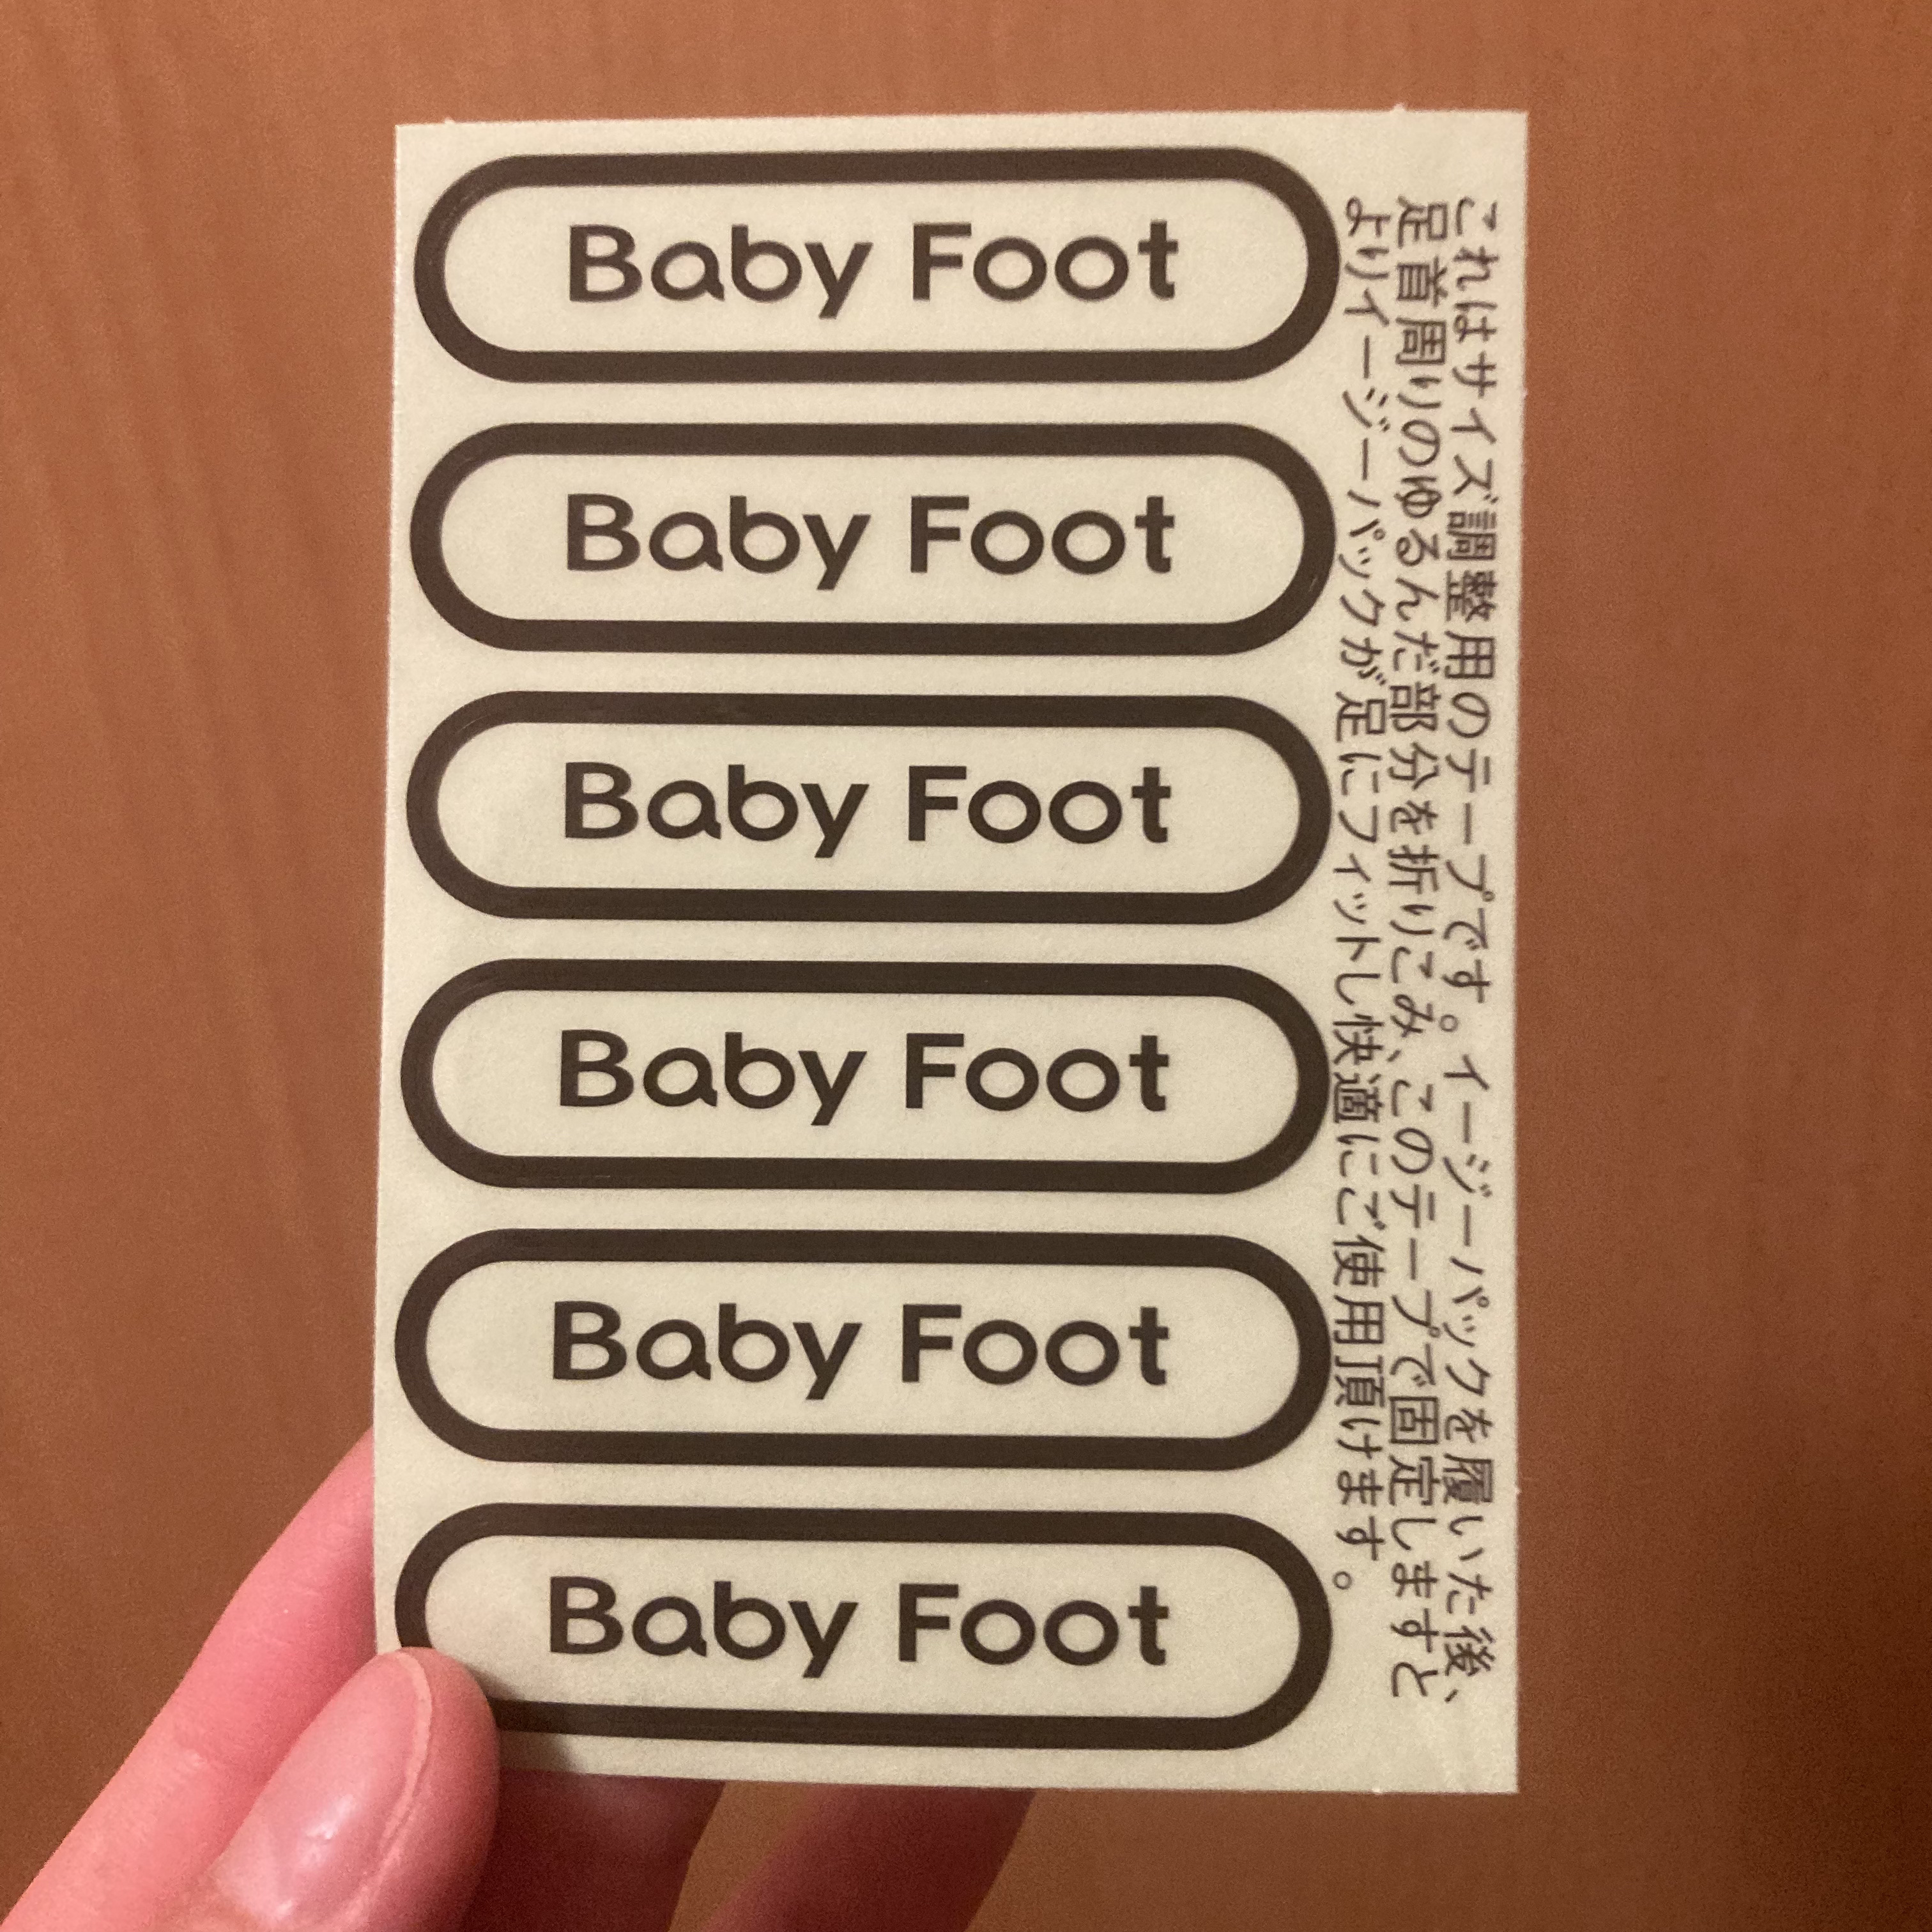 Baby Foot
Baby Foot
Baby Foot
Baby Foot
Baby Foot
Baby Foot
これはサイズ調整用のテープです。イージーパックを履いた後、
足首周りのゆるんだ部分を折りこみ、このテープで固定しますと、
よりイージーパックが足にフィットし快適にご使用頂けます。